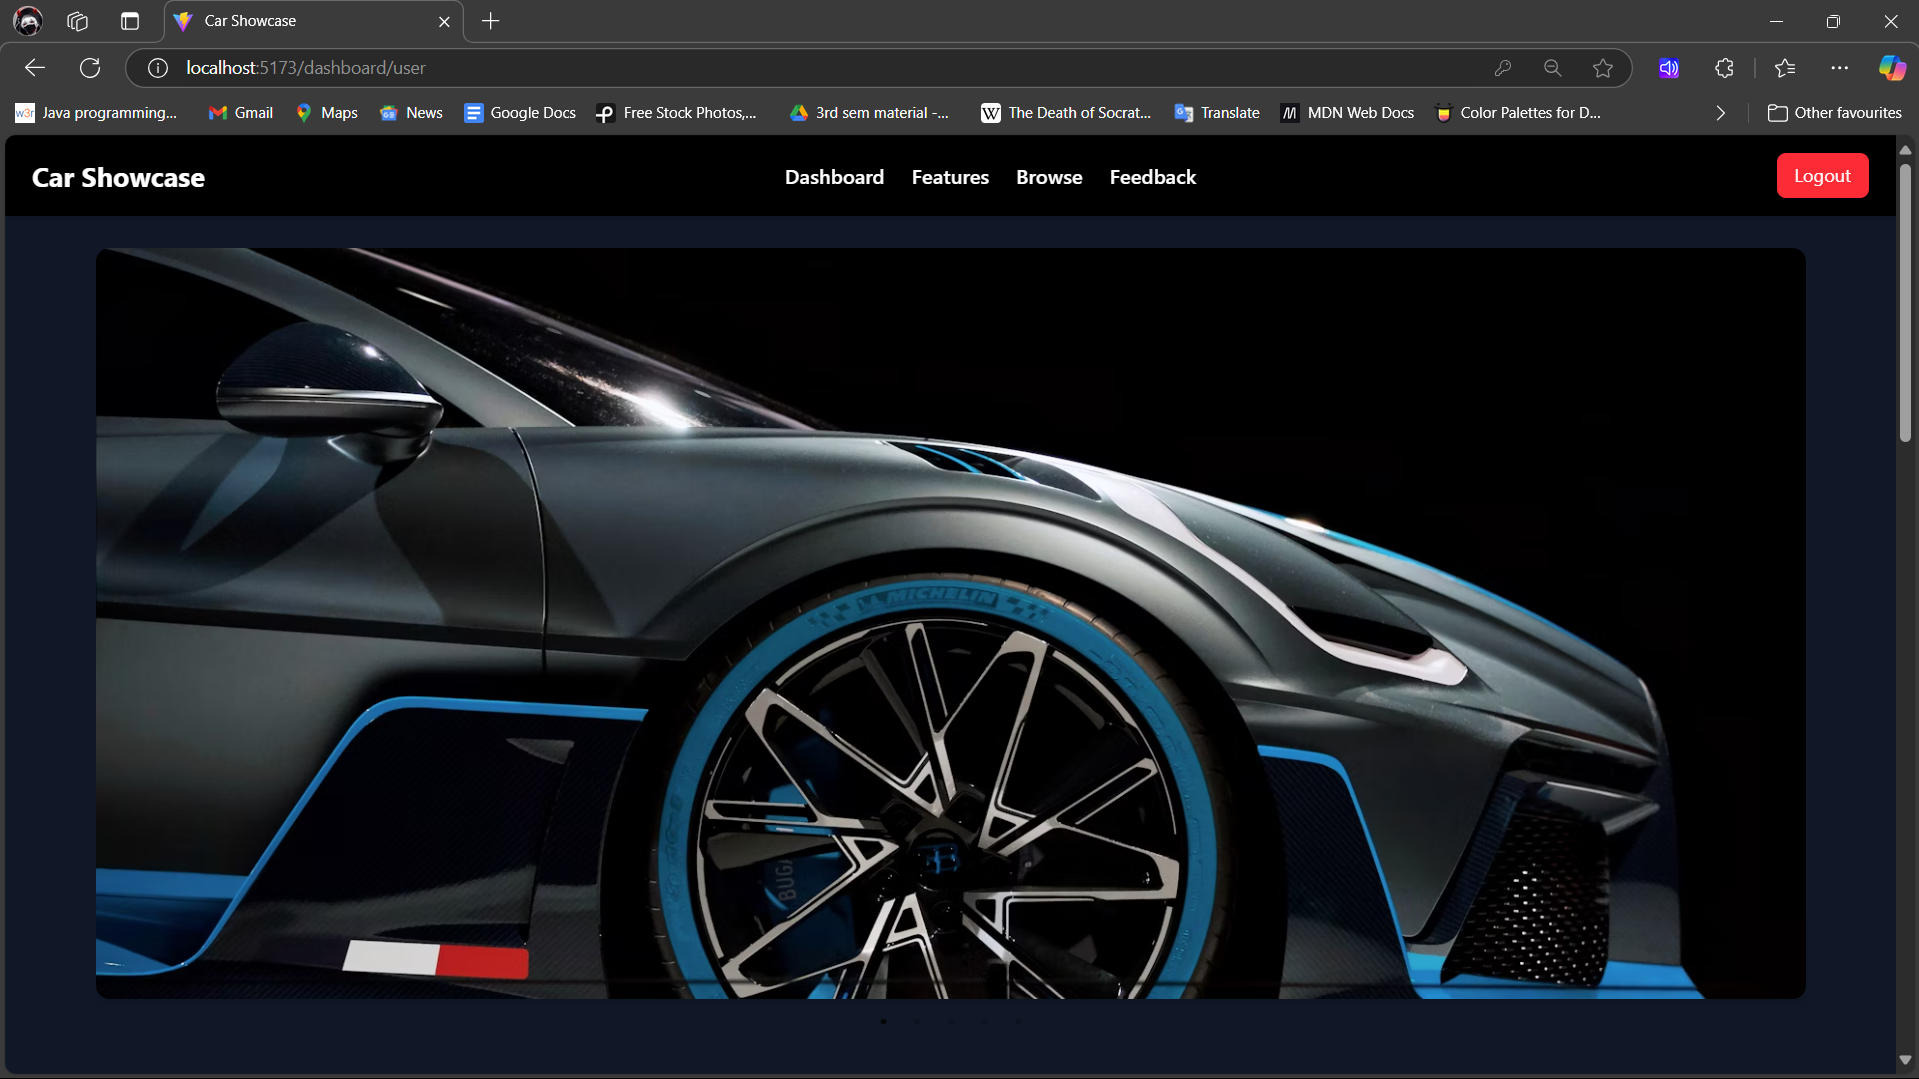 Car Showcase
localhost:5173/dashboard/user
w3r Java programming... Gmail Maps News Google Docs Free Stock Photos,... 3rd sem material -... W The Death of Socrat... Translate M MDN Web Docs Color Palettes for D... Other favourites
Car Showcase Dashboard Features Browse Feedback Logout
MICHELIN
BUGA